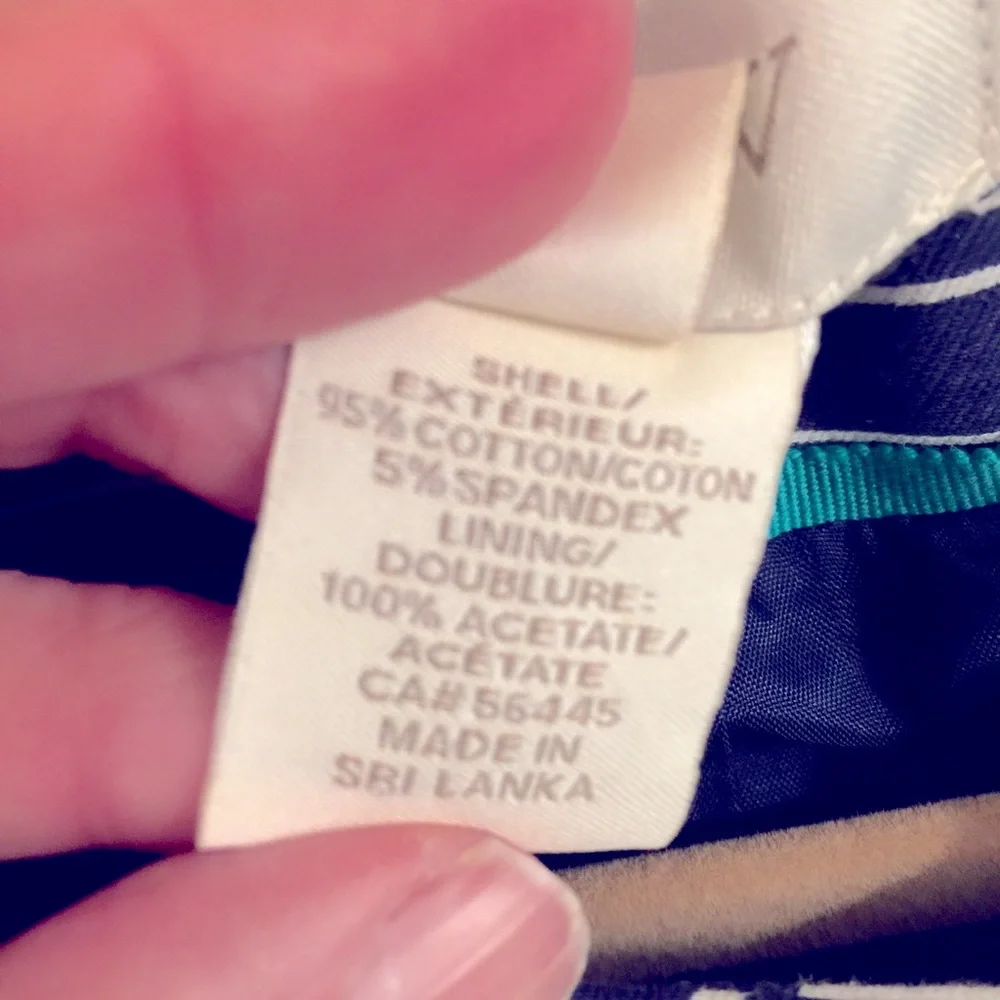 SHELL/
EXTÉRIEUR:
95% COTTON/COTON
5% SPANDEX
LINING/
DOUBLURE:
100% ACETATE/
ACÉTATE
CA# 56445
MADE IN
SRI LANKA